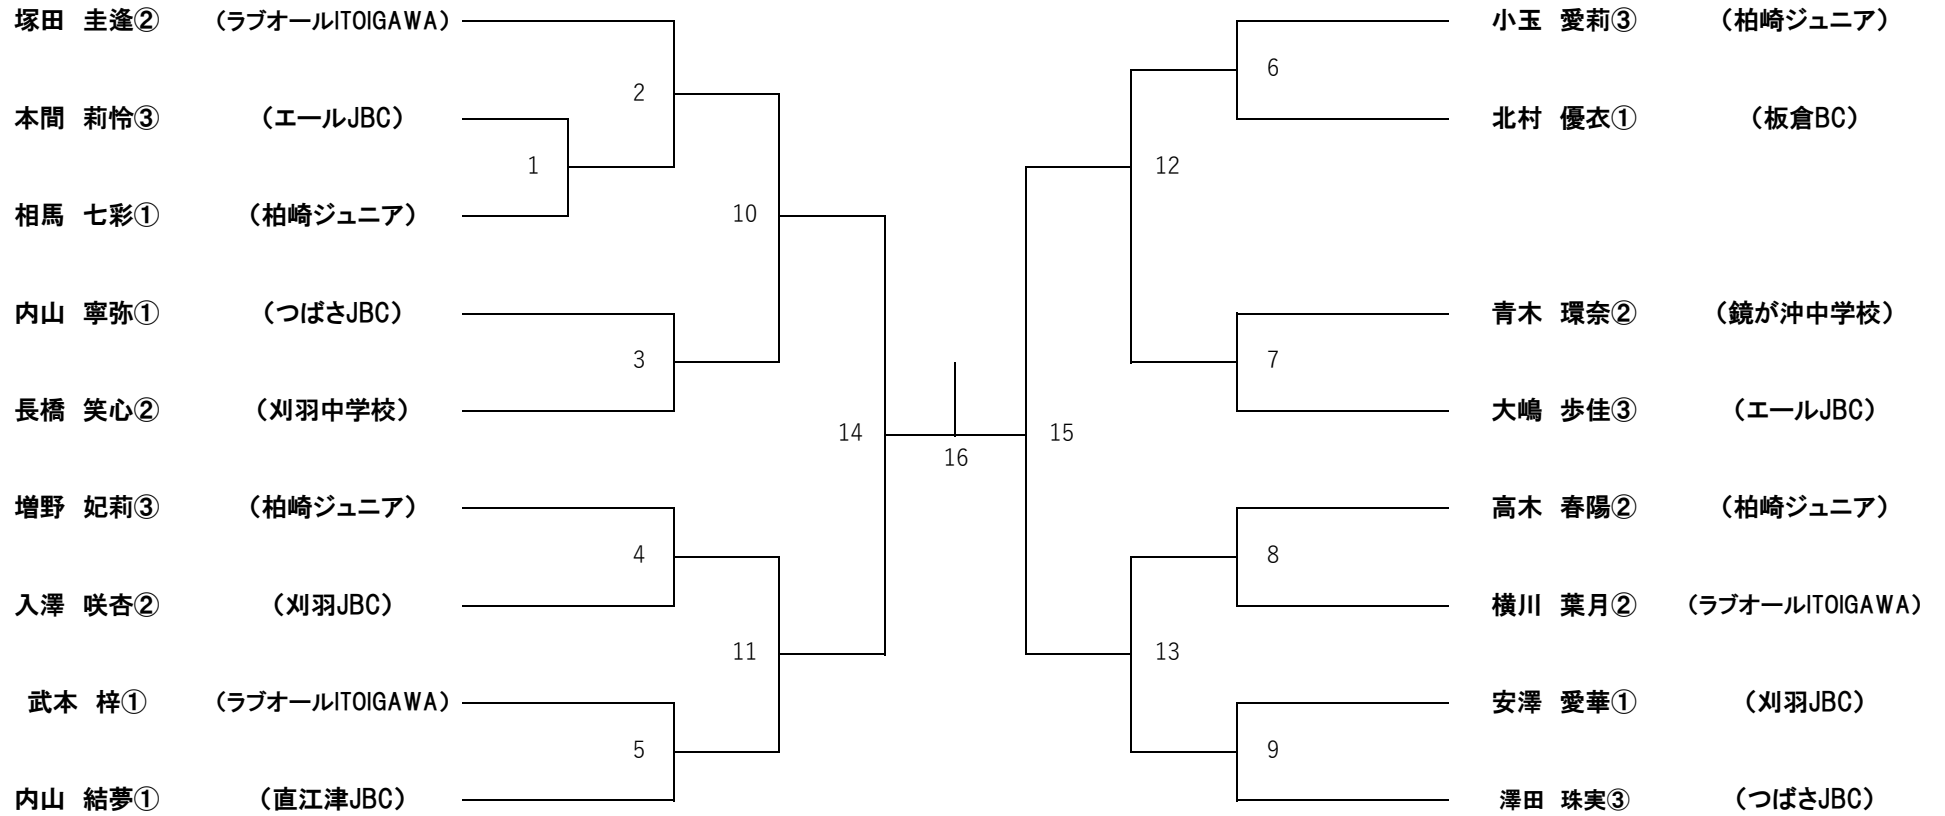 塚田 圭逢② （ラブオールITOIGAWA）
2
本間 莉怜③ （エールJBC）
1
相馬 七彩① （柏崎ジュニア）
10
内山 寧弥① （つばさJBC）
3
長橋 笑心② （刈羽中学校）
14
16
増野 妃莉③ （柏崎ジュニア）
4
入澤 咲杏② （刈羽JBC）
11
武本 梓① （ラブオールITOIGAWA）
5
内山 結夢① （直江津JBC）
小玉 愛莉③ （柏崎ジュニア）
6
北村 優衣① （板倉BC）
12
青木 環奈② （鏡が沖中学校）
7
大嶋 歩佳③ （エールJBC）
15
高木 春陽② （柏崎ジュニア）
8
横川 葉月② （ラブオールITOIGAWA）
13
安澤 愛華① （刈羽JBC）
9
澤田 珠実③ （つばさJBC）